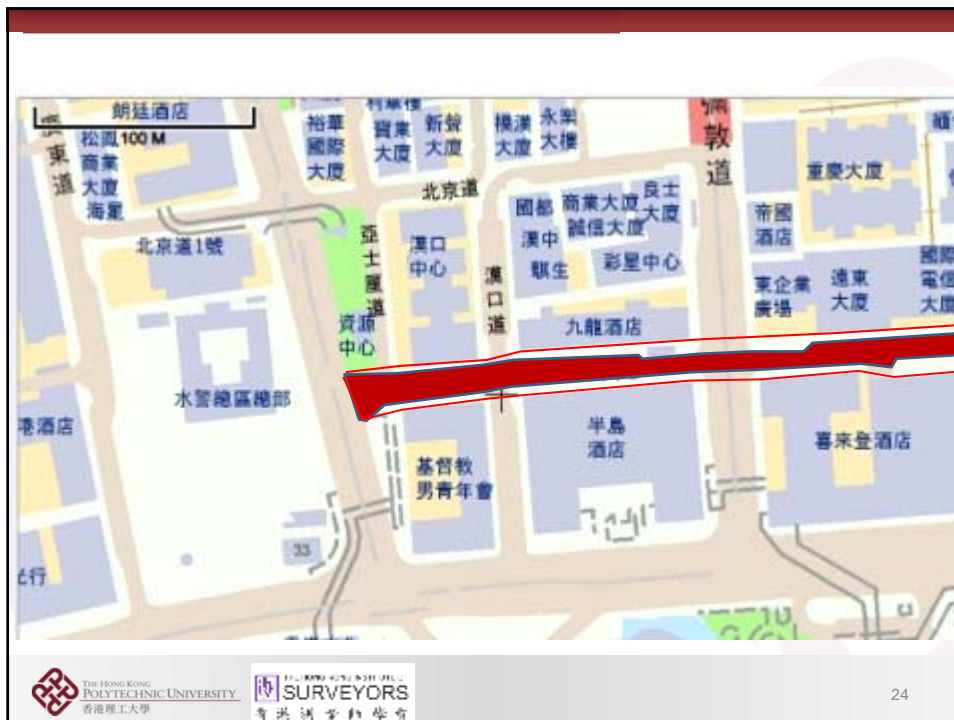 朗廷酒店
100 M
松鳳
商業
大廈
海星
東
道
裕華
國際
大廈
寶業
大廈
新聲
大廈
模漢
大廈
永樂
大樓
彌
敦
道
重慶大廈
北京道
北京道1號
亞
士
厘
道
漢口
中心
漢
口
道
國都
商業大廈
良士
大廈
誠信大廈
漢中
騏生
彩星中心
帝國
酒店
東企業
廣場
遠東
大廈
國際
電信
大廈
資源
中心
九龍酒店
水警總區總部
港酒店
半島
酒店
喜來登酒店
基督教
男青年會
33
光行
THE HONG KONG
POLYTECHNIC UNIVERSITY
香港理工大學
SURVEYORS
24